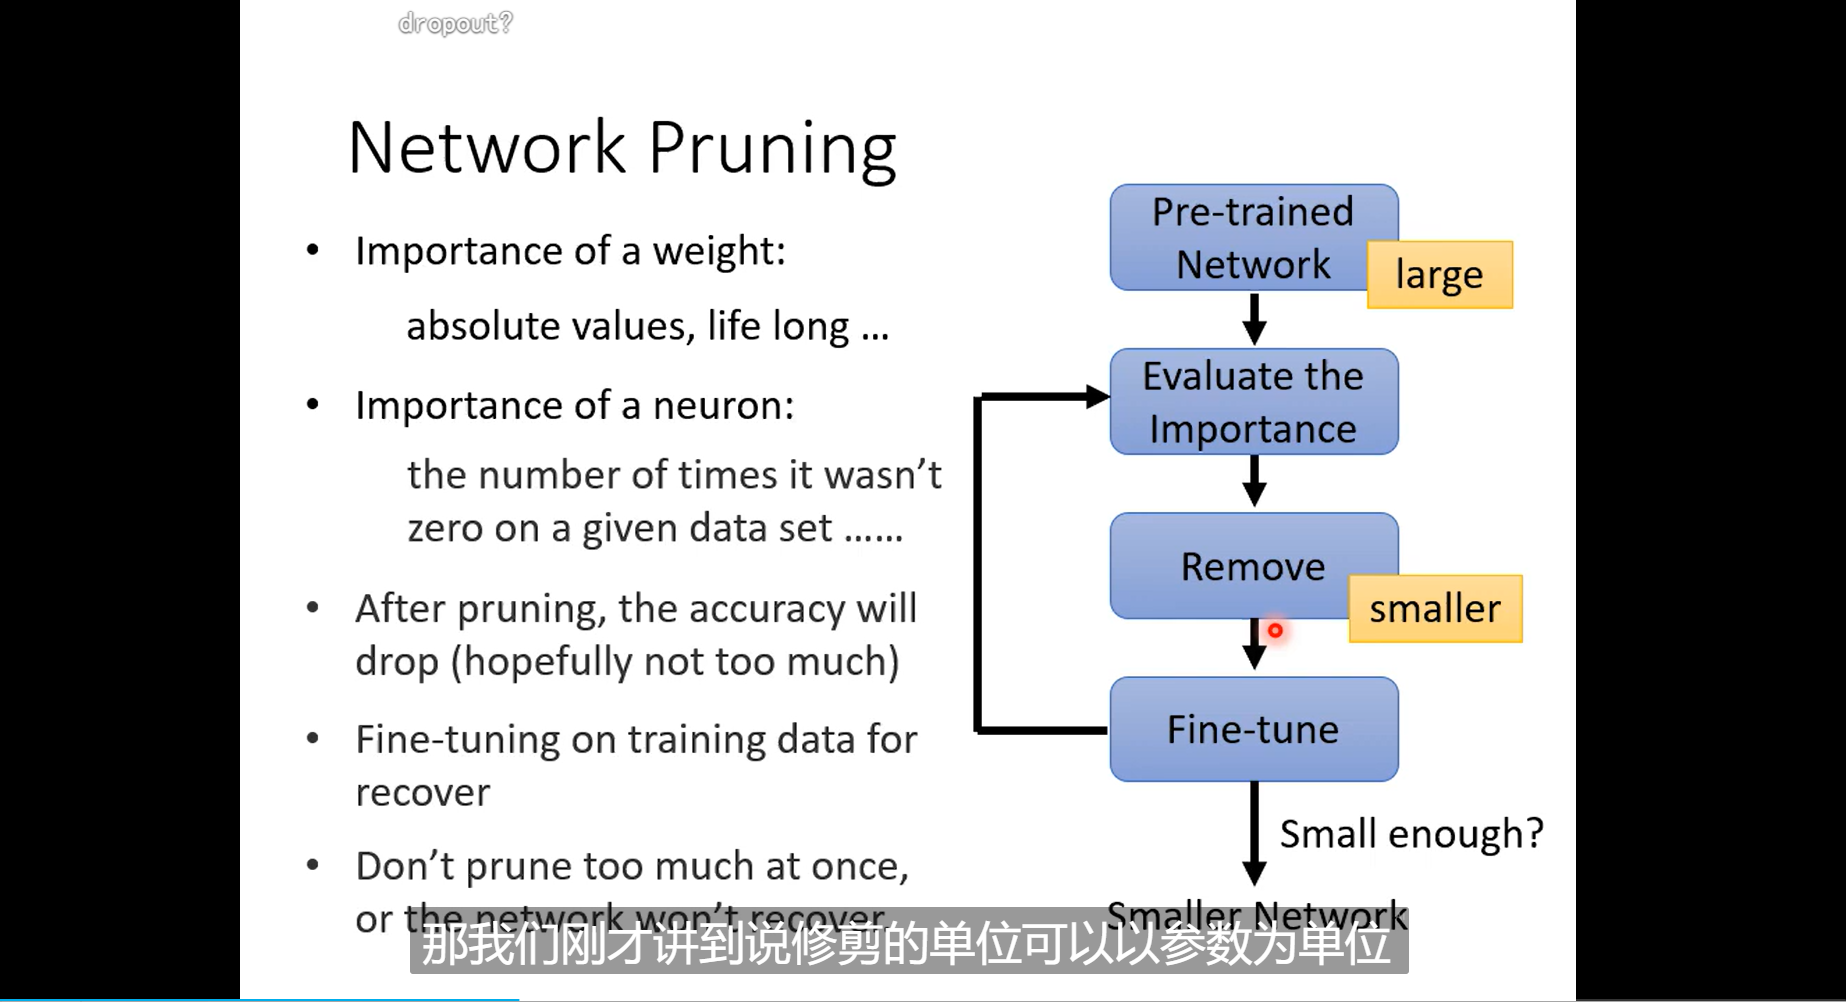 dropout?
Network Pruning
• Importance of a weight:
absolute values, life long ...
• Importance of a neuron:
the number of times it wasn't
zero on a given data set ……
• After pruning, the accuracy will
drop (hopefully not too much)
• Fine-tuning on training data for
recover
• Don't prune too much at once,
or the network won't recover.
Pre-trained
Network
large
Evaluate the
Importance
Remove
smaller
Fine-tune
Small enough?
Smaller Network
那我们刚才讲到说修剪的单位可以以参数为单位